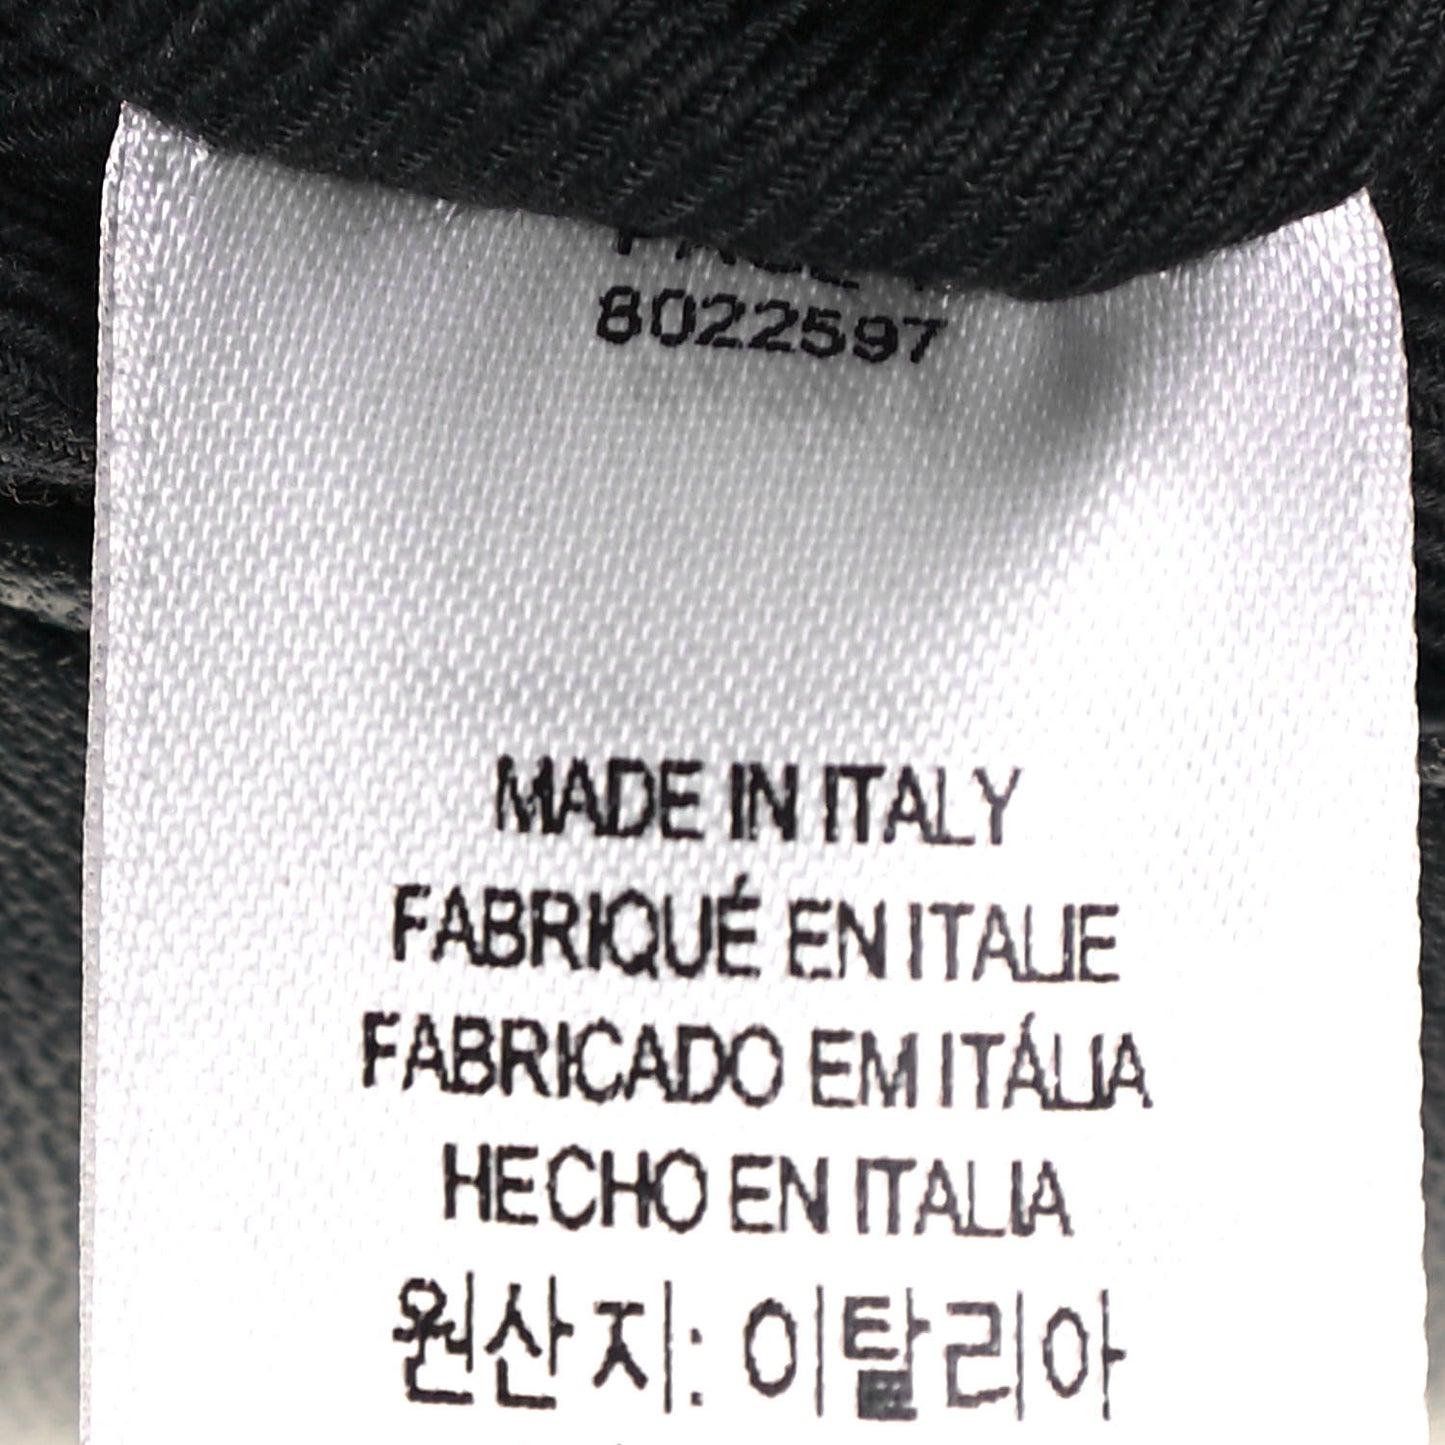 8022597
MADE IN ITALY
FABRIQUÉ EN ITALIE
FABRICADO EM ITÁLIA
HECHO EN ITALIA
원산지: 이탈리아